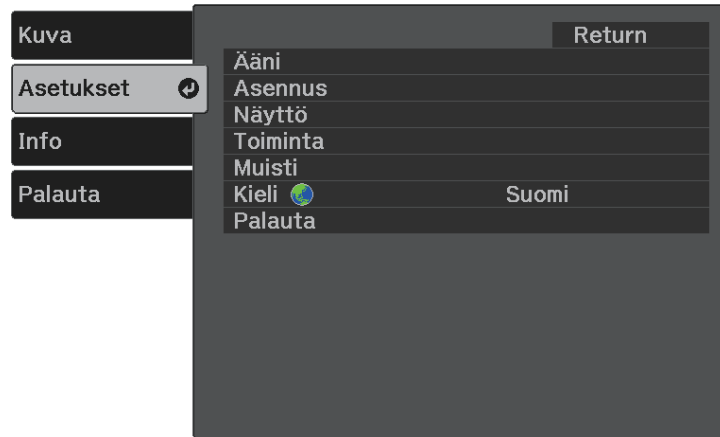 Kuva
Asetukset
Info
Palauta
Return
Ääni
Asennus
Näyttö
Toiminta
Muisti
Kieli Suomi
Palauta